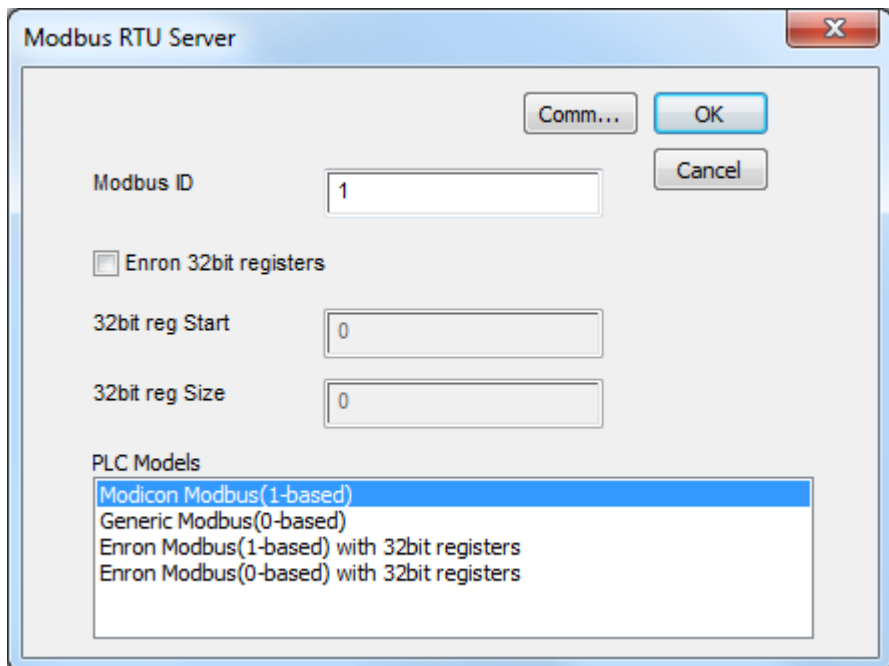 Modbus RTU Server
Comm...
OK
Cancel
Modbus ID
1
Enron 32bit registers
32bit reg Start
0
32bit reg Size
0
PLC Models
Modicon Modbus(1-based)
Generic Modbus(0-based)
Enron Modbus(1-based) with 32bit registers
Enron Modbus(0-based) with 32bit registers